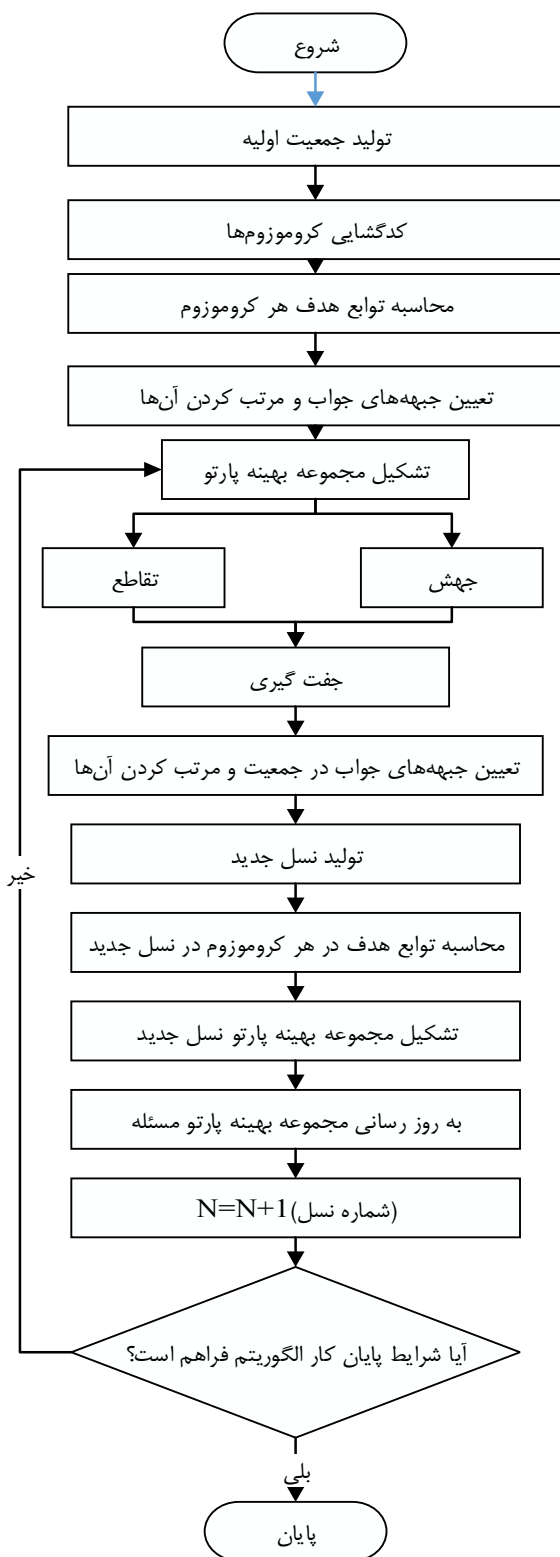 شروع
تولید جمعیت اولیه
کدگشایی کروموزوم‌ها
محاسبه توابع هدف هر کروموزوم
تعیین جبهه‌های جواب و مرتب کردن آن‌ها
تشکیل مجموعه بهینه پارتو
جهش
تقاطع
جفت گیری
تعیین جبهه‌های جواب در جمعیت و مرتب کردن آن‌ها
تولید نسل جدید
خیر
محاسبه توابع هدف در هر کروموزوم در نسل جدید
تشکیل مجموعه بهینه پارتو نسل جدید
به روز رسانی مجموعه بهینه پارتو مسئله
(شماره نسل)N=N+1
آیا شرایط پایان کار الگوریتم فراهم است؟
بلی
پایان